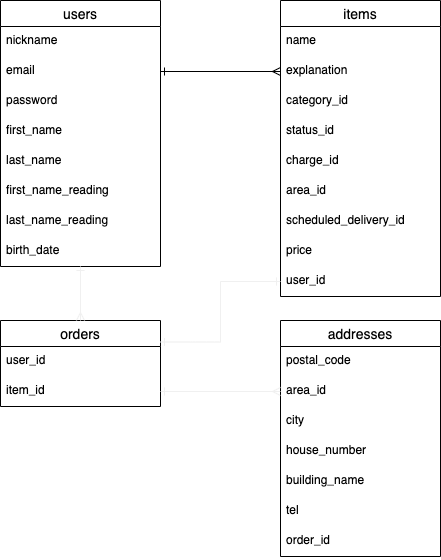 users
nickname
email
password
first_name
last_name
first_name_reading
last_name_reading
birth_date
items
name
explanation
category_id
status_id
charge_id
area_id
scheduled_delivery_id
price
user_id
orders
user_id
item_id
addresses
postal_code
area_id
city
house_number
building_name
tel
order_id